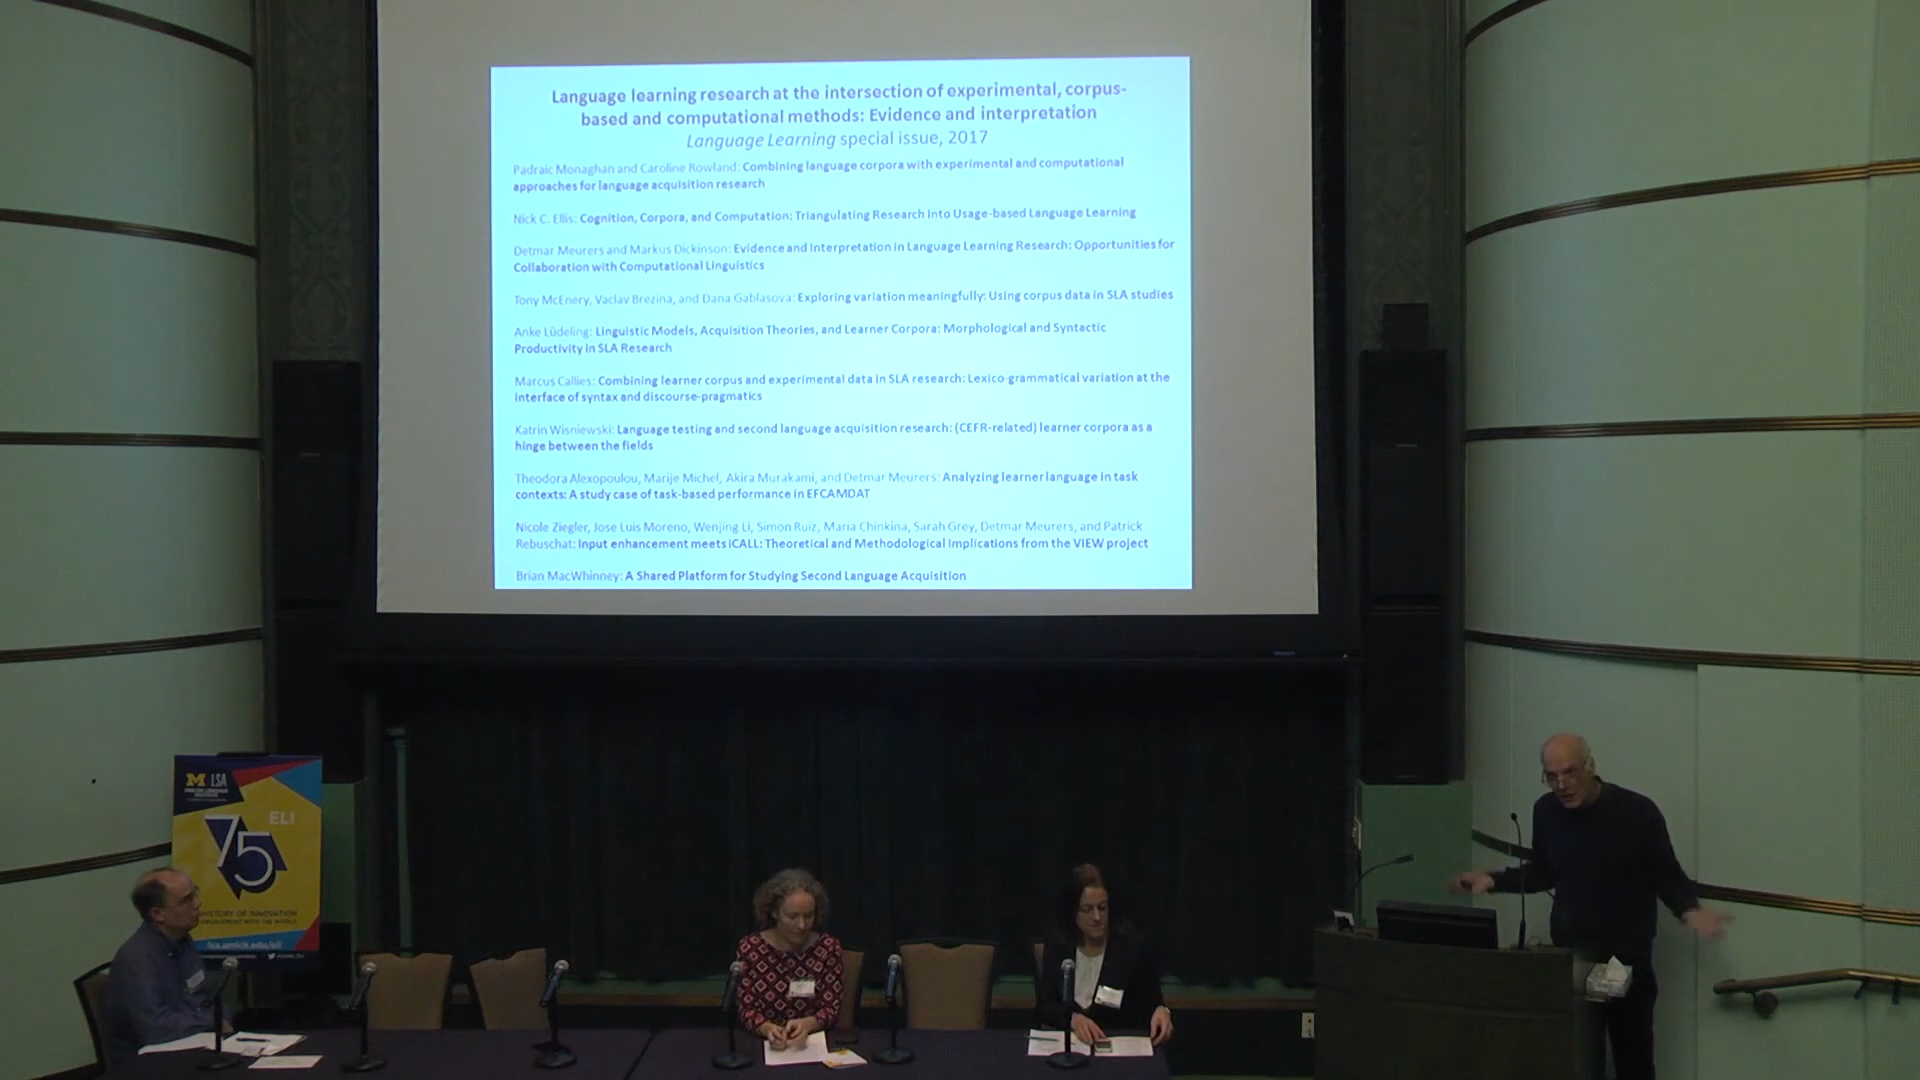 Language learning research at the intersection of experimental, corpus-
based and computational methods: Evidence and interpretation
Language Learning special issue, 2017
Padraic Monaghan and Caroline Rowland: Combining language corpora with experimental and computational
approaches for language acquisition research
Nick C. Ellis: Cognition, Corpora, and Computation: Triangulating Research into Usage-based Language Learning
Detmar Meurers and Markus Dickinson: Evidence and Interpretation in Language Learning Research: Opportunities for
Collaboration with Computational Linguistics
Tony McEnery, Vaclav Brezina, and Dana Gablasova: Exploring variation meaningfully: Using corpus data in SLA studies
Anke Lüdeling: Linguistic Models, Acquisition Theories, and Learner Corpora: Morphological and Syntactic
Productivity in SLA Research
Marcus Callies: Combining learner corpus and experimental data in SLA research: Lexico-grammatical variation at the
interface of syntax and discourse-pragmatics
Katrin Wisniewski: Language testing and second language acquisition research: (CEFR-related) learner corpora as a
hinge between the fields
Theodora Alexopoulou, Marije Michel, Akira Murakami, and Detmar Meurers: Analyzing learner language in task
contexts: A study case of task-based performance in EFCAMDAT
Nicole Ziegler, Jose Luis Moreno, Wenjing Li, Simon Ruiz, Maria Chinkina, Sarah Grey, Detmar Meurers, and Patrick
Rebuschat: Input enhancement meets iCALL: Theoretical and Methodological Implications from the VIEW project
Brian MacWhinney: A Shared Platform for Studying Second Language Acquisition
M LSA
ENGLISH LANGUAGE
INSTITUTE
ELI
75
HISTORY OF INNOVATION
ENGAGEMENT WITH THE WORLD
lsa.umich.edu/eli